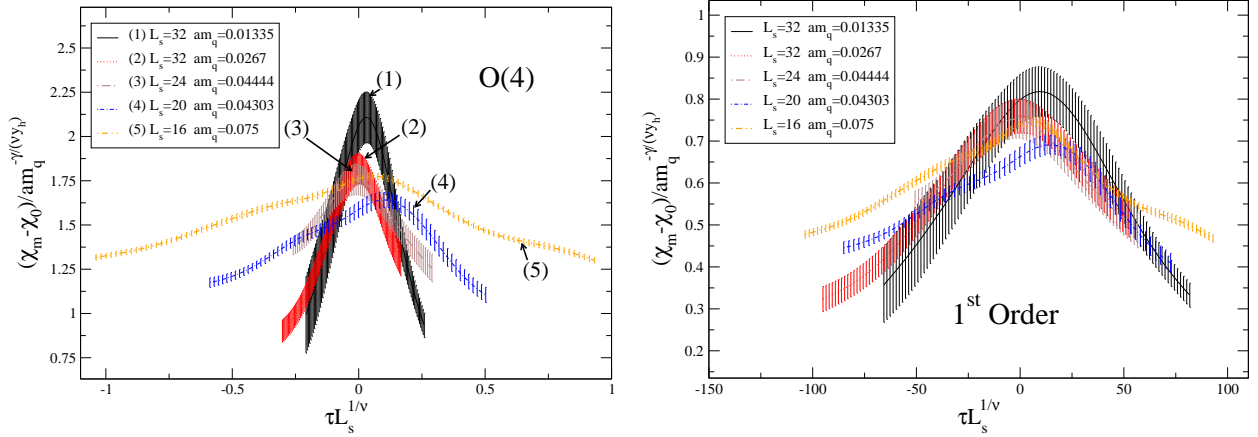 2.5
2.25
2
1.75
1.5
1.25
1
0.75
(χ_m-χ_0)/am_q^{-γ/(νy_h)}
(1) L_s=32 am_q=0.01335
(2) L_s=32 am_q=0.0267
(3) L_s=24 am_q=0.04444
(4) L_s=20 am_q=0.04303
(5) L_s=16 am_q=0.075
O(4)
(1)
(2)
(3)
(4)
(5)
-1 -0.5 0 0.5 1
τL_s^{1/ν}
1
0.9
0.8
0.7
0.6
0.5
0.4
0.3
0.2
(χ_m-χ_0)/am_q^{-γ/(νy_h)}
L_s=32 am_q=0.01335
L_s=32 am_q=0.0267
L_s=24 am_q=0.04444
L_s=20 am_q=0.04303
L_s=16 am_q=0.075
1^{st} Order
-150 -100 -50 0 50 100
τL_s^{1/ν}